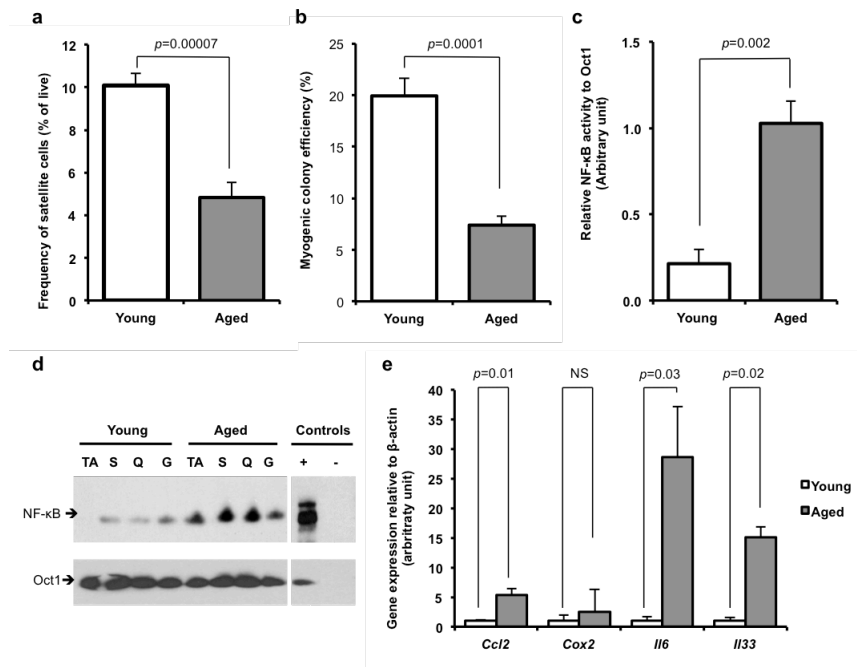 a
p=0.00007
Frequency of satellite cells (% of live)
12
10
8
6
4
2
0
Young
Aged
b
p=0.0001
Myogenic colony efficiency (%)
25
20
15
10
5
0
Young
Aged
c
p=0.002
Relative NF-κB activity to Oct1
(Arbitrary unit)
1.5
1.0
0.5
0.0
Young
Aged
d
Young Aged Controls
TA S Q G TA S Q G + -
NF-κB
Oct1
e
p=0.01 NS p=0.03 p=0.02
Gene expression relative to β-actin
(arbritraty unit)
40
35
30
25
20
15
10
5
0
Ccl2 Cox2 Il6 Il33
Young
Aged